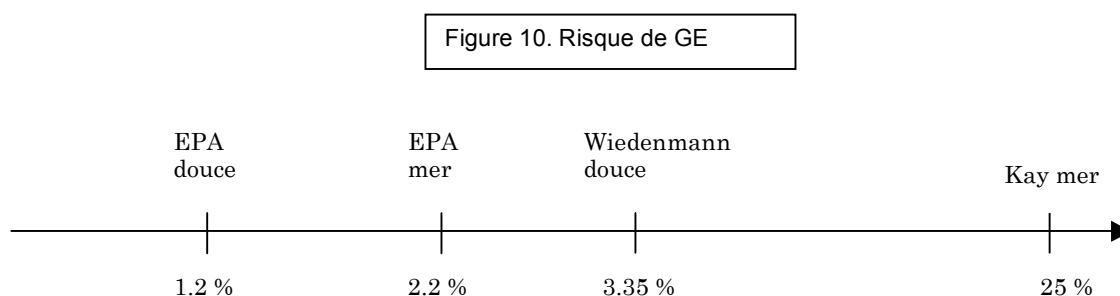 Figure 10. Risque de GE
EPA
douce
EPA
mer
Wiedenmann
douce
Kay mer
1.2 %
2.2 %
3.35 %
25 %